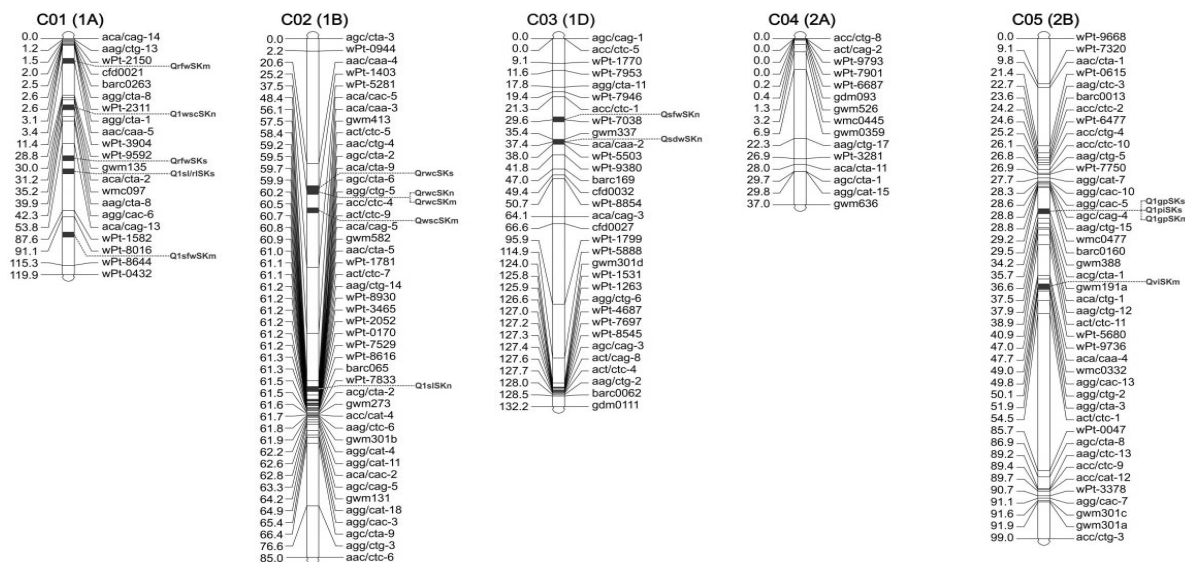 C01 (1A)
0.0 aca/cag-14
1.2 aag/ctg-13
1.5 wPt-2150 QrfwSKm
2.0 cfd0021
2.5 barc0263
2.6 agg/cta-8
2.6 wPt-2311 Q1wscSKn
3.1 agg/cta-1
3.4 aac/caa-5
11.4 wPt-3904
28.8 wPt-9592 QrfwSKs
30.0 gwm135
31.2 aca/cta-2 Q1sl/rlSKs
35.2 wmc097
39.9 aag/cta-8
42.3 agg/cac-6
53.8 aca/cag-13
87.6 wPt-1582
91.1 wPt-8016 Q1sfwSKm
115.3 wPt-8644
119.9 wPt-0432
C02 (1B)
0.0 agc/cta-3
2.2 wPt-0944
20.6 aac/caa-4
25.2 wPt-1403
37.5 wPt-5281
48.4 aca/cac-5
56.1 aca/caa-3
57.5 gwm413
58.4 act/ctc-5
59.2 aac/ctg-4
59.5 agg/cta-2
59.7 aca/cta-9 QrwcSKs
59.9 agg/cta-6
60.2 agg/ctg-5 QrwcSKn
60.5 acc/ctc-4 QrwcSKm
60.7 act/ctc-9 QwscSKm
60.8 aca/cag-5
60.9 gwm582
61.1 aac/cta-5
61.1 wPt-1781
61.1 act/ctc-7
61.2 aag/ctg-14
61.2 wPt-8930
61.2 wPt-3465
61.2 wPt-2052
61.2 wPt-0170
61.2 wPt-7529
61.3 wPt-8616
61.3 barc065
61.5 wPt-7833 Q1slSKn
61.5 acg/cta-2
61.6 gwm273
61.7 acc/cat-4
61.8 aag/ctc-6
61.9 gwm301b
62.2 agg/cat-4
62.6 agg/cat-11
62.8 aca/cac-2
63.3 agc/cag-5
64.2 gwm131
64.9 agg/cat-18
65.4 agg/cac-3
66.4 agc/cta-9
76.6 agg/ctg-3
85.0 aac/ctc-6
C03 (1D)
0.0 agc/cag-1
0.0 acc/ctc-5
9.1 wPt-1770
11.6 wPt-7953
17.8 agg/cta-11
19.4 wPt-7946
21.3 acc/ctc-1 QsfwSKn
29.6 wPt-7038
35.4 gwm337 QsdwSKn
37.4 aca/caa-2
38.0 wPt-5503
41.8 wPt-9380
47.0 barc169
49.4 cfd0032
50.7 wPt-8854
64.1 aca/cag-3
66.6 cfd0027
95.9 wPt-1799
114.9 wPt-5888
124.0 gwm301d
125.8 wPt-1531
125.9 wPt-1263
126.6 agg/ctg-6
127.0 wPt-4687
127.2 wPt-7697
127.3 wPt-8545
127.4 agc/cag-3
127.6 act/cag-8
127.7 act/ctc-4
128.0 aag/ctg-2
128.5 barc0062
132.2 gdm0111
C04 (2A)
0.0 acc/ctg-8
0.0 act/cag-2
0.0 wPt-9793
0.0 wPt-7901
0.2 wPt-6687
0.4 gdm093
1.3 gwm526
3.2 wmc0445
6.9 gwm0359
22.3 aag/ctg-17
26.9 wPt-3281
28.0 aca/cta-11
29.7 agc/cta-1
29.8 agg/cat-15
37.0 gwm636
C05 (2B)
0.0 wPt-9668
9.1 wPt-7320
9.8 aac/cta-1
21.4 wPt-0615
22.7 aag/ctc-3
23.6 barc0013
24.2 acc/ctc-2
24.6 wPt-6477
25.2 acc/ctg-4
26.1 acc/ctc-10
26.8 aag/ctg-5
26.9 wPt-7750
27.7 agg/cat-7
28.3 agg/cac-10
28.6 agg/cac-5 Q1gpSKs
28.8 agc/cag-4 Q1piSKs
28.8 aag/ctg-15 Q1gpSKm
29.2 wmc0477
29.5 barc0160
34.2 gwm388
35.7 acg/cta-1
36.6 gwm191a QviSKm
37.5 aca/ctg-1
37.9 aag/ctg-12
38.9 act/ctc-11
40.9 wPt-5680
47.0 wPt-9736
47.7 aca/caa-4
49.0 wmc0332
49.8 agg/cac-13
50.1 agg/ctg-2
51.9 agg/cta-3
54.5 act/ctc-1
85.7 wPt-0047
86.9 agc/cta-8
89.2 aag/ctc-13
89.4 acc/ctc-9
89.7 acc/cat-12
90.7 wPt-3378
91.1 agg/cac-7
91.6 gwm301c
91.9 gwm301a
99.0 acc/ctg-3